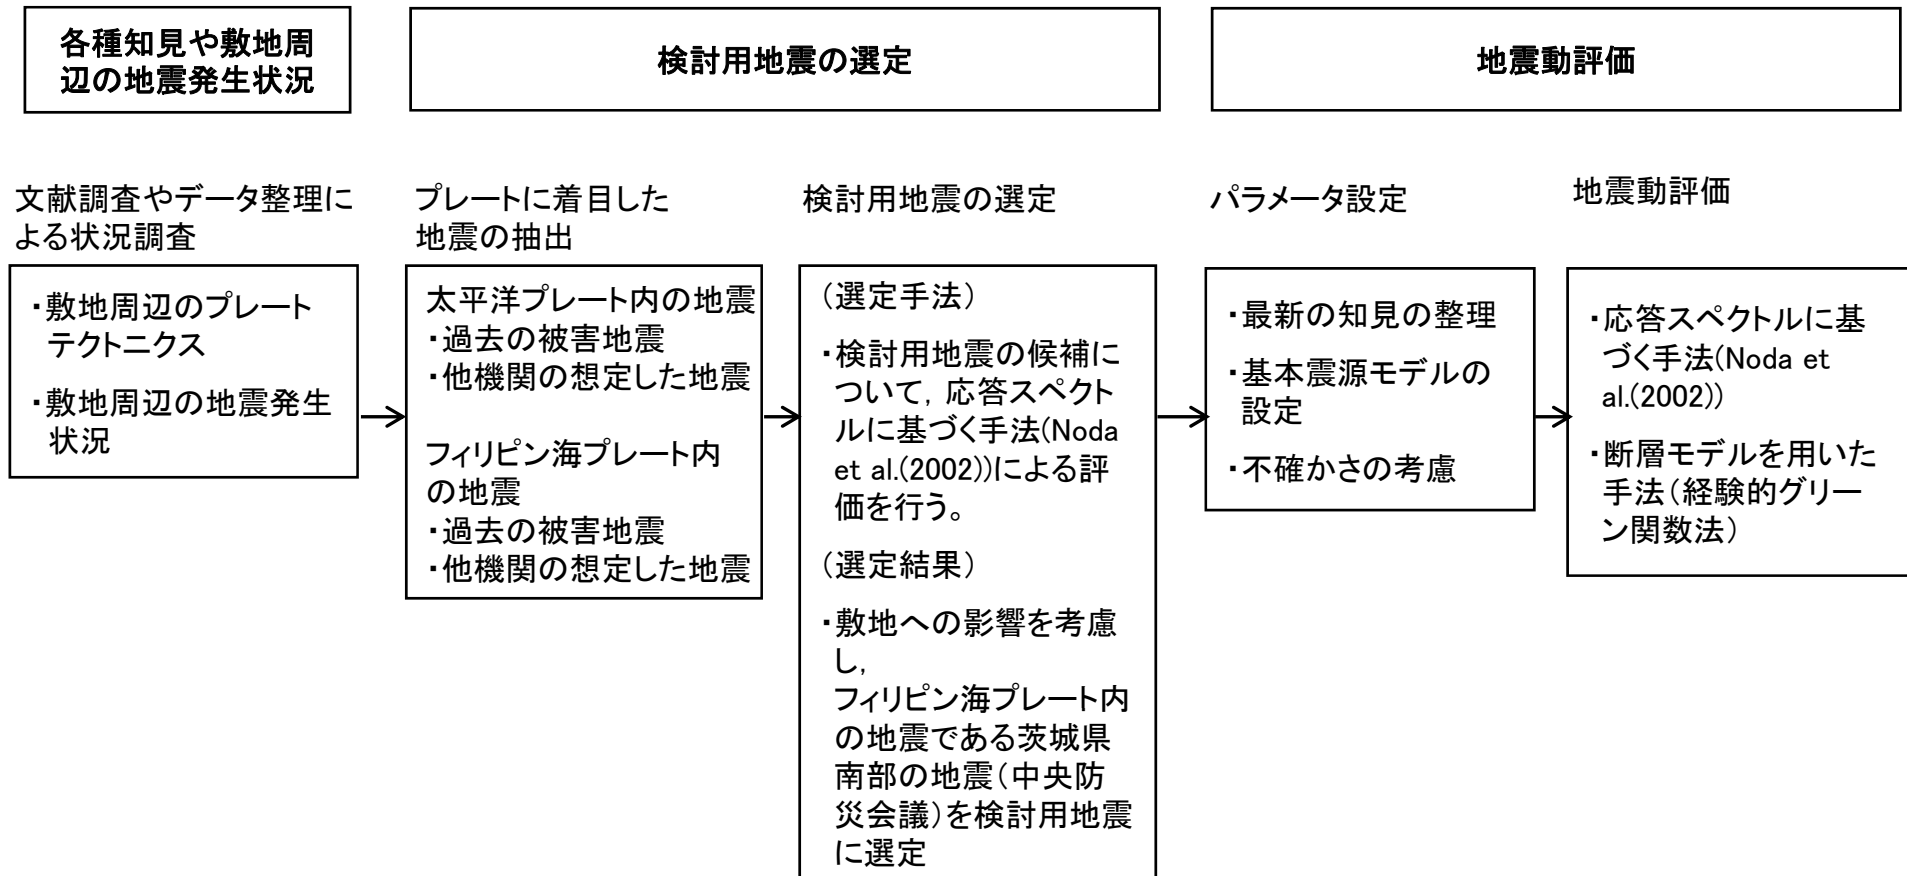 各種知見や敷地周
辺の地震発生状況
検討用地震の選定
地震動評価
文献調査やデータ整理に
よる状況調査
・敷地周辺のプレート
テクトニクス
・敷地周辺の地震発生
状況
プレートに着目した
地震の抽出
太平洋プレート内の地震
・過去の被害地震
・他機関の想定した地震
フィリピン海プレート内
の地震
・過去の被害地震
・他機関の想定した地震
検討用地震の選定
（選定手法）
・検討用地震の候補に
ついて，応答スペクト
ルに基づく手法(Noda
et al.(2002))による評
価を行う。
（選定結果）
・敷地への影響を考慮
し，
フィリピン海プレート内
の地震である茨城県
南部の地震（中央防
災会議）を検討用地震
に選定
パラメータ設定
・最新の知見の整理
・基本震源モデルの
設定
・不確かさの考慮
地震動評価
・応答スペクトルに基
づく手法(Noda et
al.(2002))
・断層モデルを用いた
手法（経験的グリー
ン関数法）